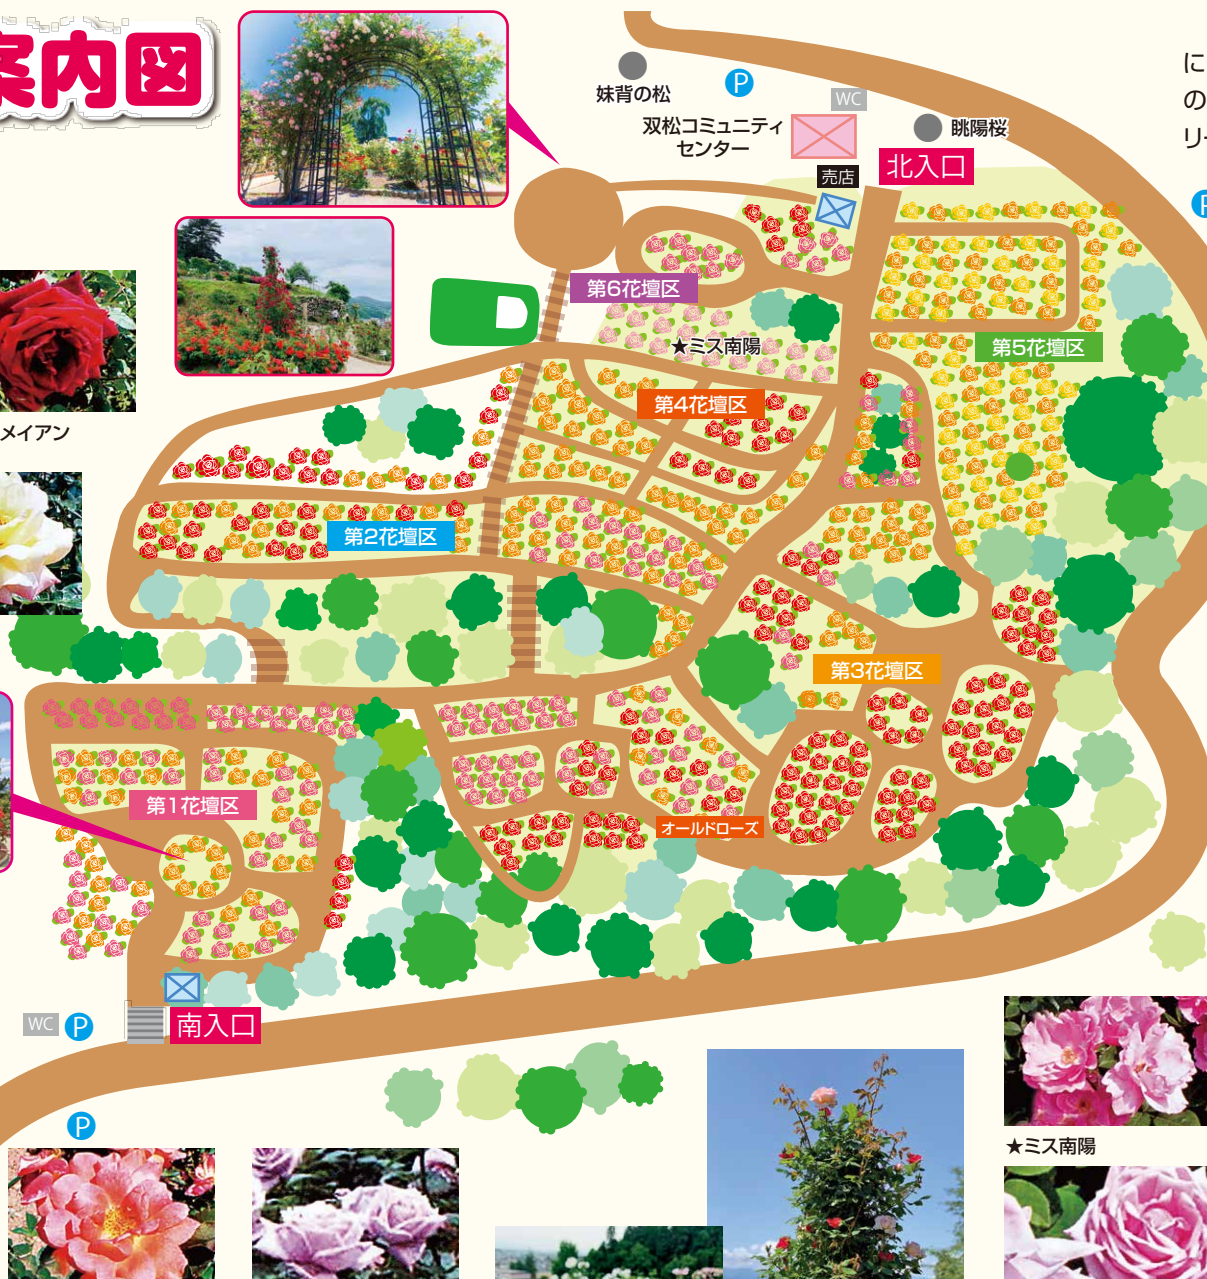 案内図
に
の
リー
妹背の松
P
WC
双松コミュニティ
センター
眺陽桜
売店
北入口
P
第6花壇区
★ミス南陽
第5花壇区
第4花壇区
メイアン
第2花壇区
第3花壇区
第1花壇区
オールドローズ
WC
P
南入口
P
★ミス南陽